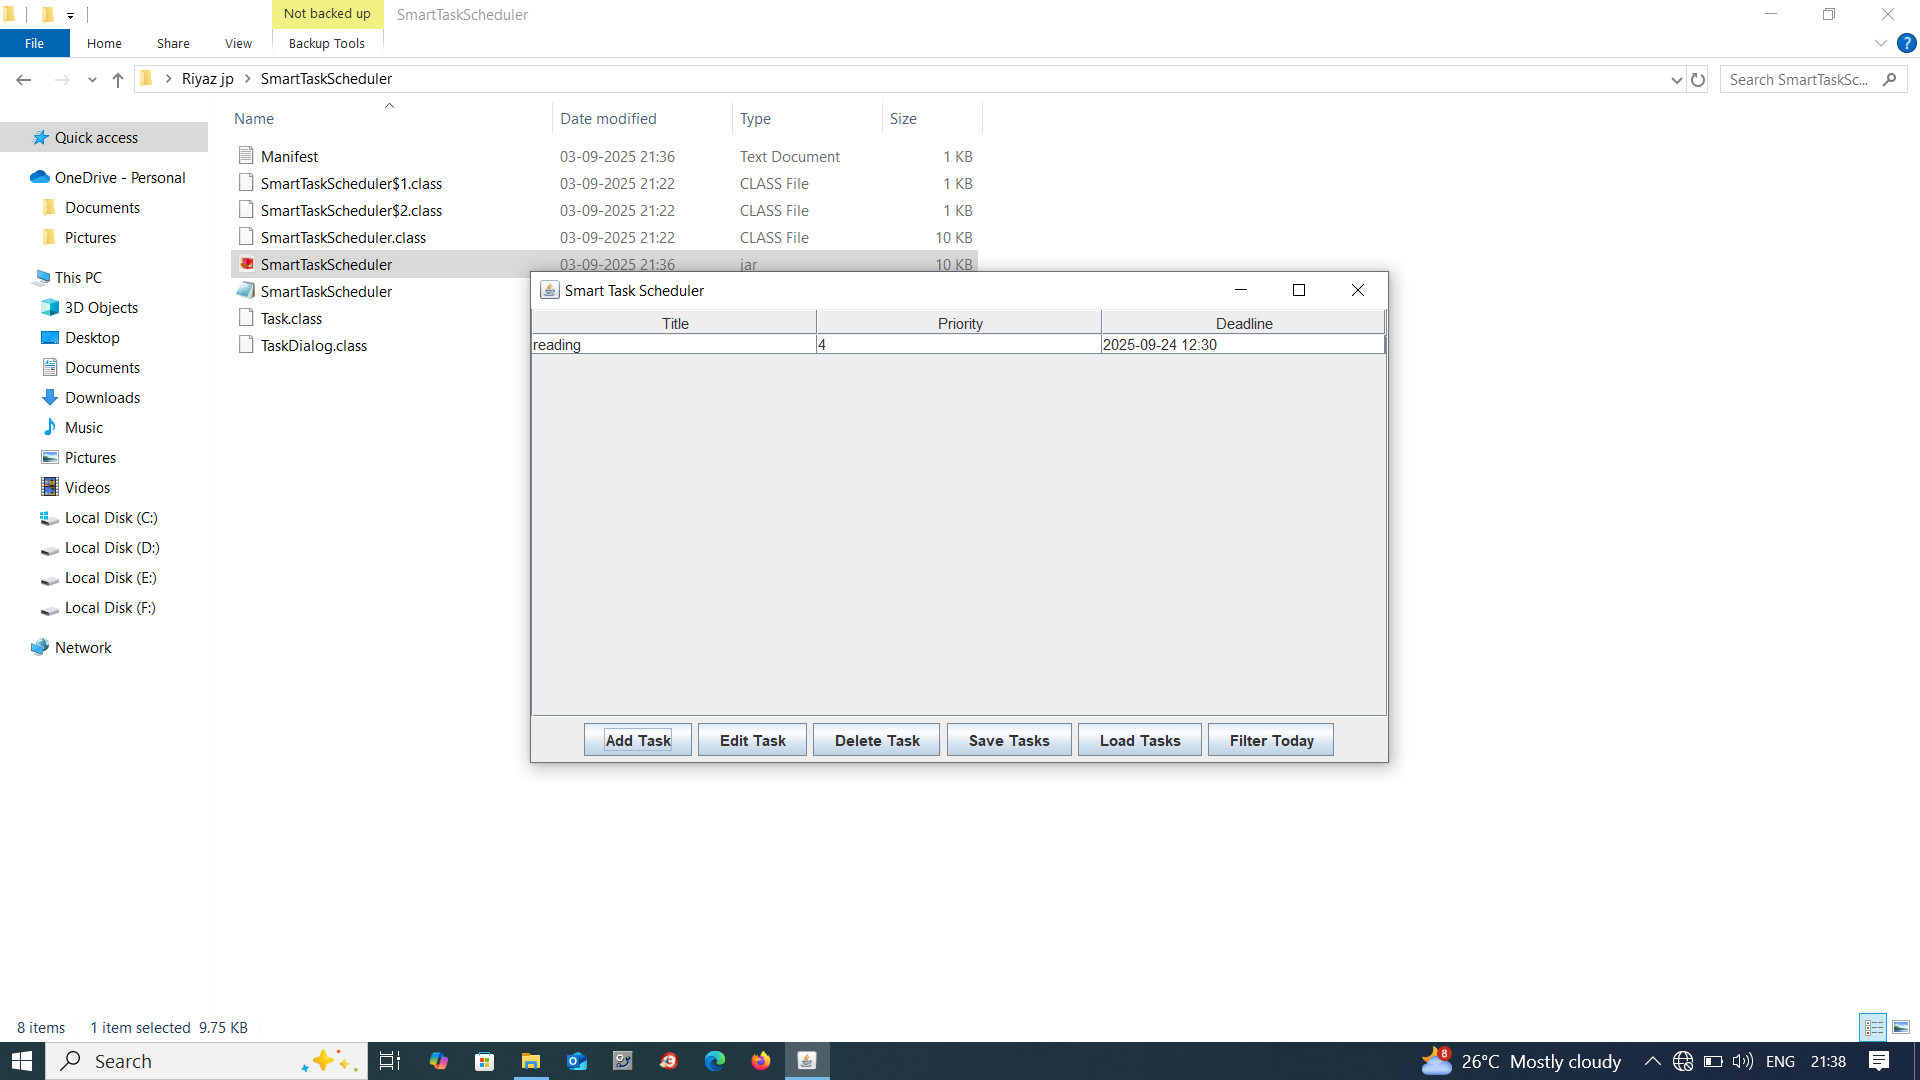 Not backed up
SmartTaskScheduler
File
Home
Share
View
Backup Tools
Riyaz jp
SmartTaskScheduler
Search SmartTaskSc...
Name
Date modified
Type
Size
Quick access
OneDrive - Personal
Documents
Pictures
This PC
3D Objects
Desktop
Documents
Downloads
Music
Pictures
Videos
Local Disk (C:)
Local Disk (D:)
Local Disk (E:)
Local Disk (F:)
Network
Manifest 03-09-2025 21:36 Text Document 1 KB
SmartTaskScheduler$1.class 03-09-2025 21:22 CLASS File 1 KB
SmartTaskScheduler$2.class 03-09-2025 21:22 CLASS File 1 KB
SmartTaskScheduler.class 03-09-2025 21:22 CLASS File 10 KB
SmartTaskScheduler 03-09-2025 21:36 jar 10 KB
SmartTaskScheduler
Task.class
TaskDialog.class
Smart Task Scheduler
Title Priority Deadline
reading 4 2025-09-24 12:30
Add Task Edit Task Delete Task Save Tasks Load Tasks Filter Today
8 items 1 item selected 9.75 KB
Search
8
26°C Mostly cloudy
ENG
21:38